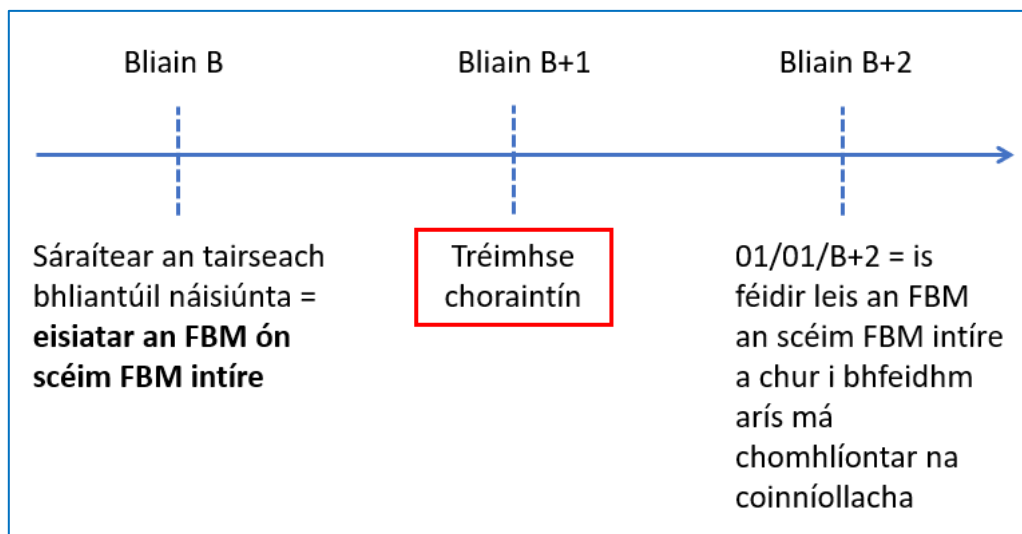 Bliain B
Bliain B+1
Bliain B+2
Sáraítear an tairseach
bhliantúil náisiúnta =
eisiatar an FBM ón
scéim FBM intíre
Tréimhse
choraintín
01/01/B+2 = is
féidir leis an FBM
an scéim FBM intíre
a chur i bhfeidhm
arís má
chomhlíontar na
coinníollacha